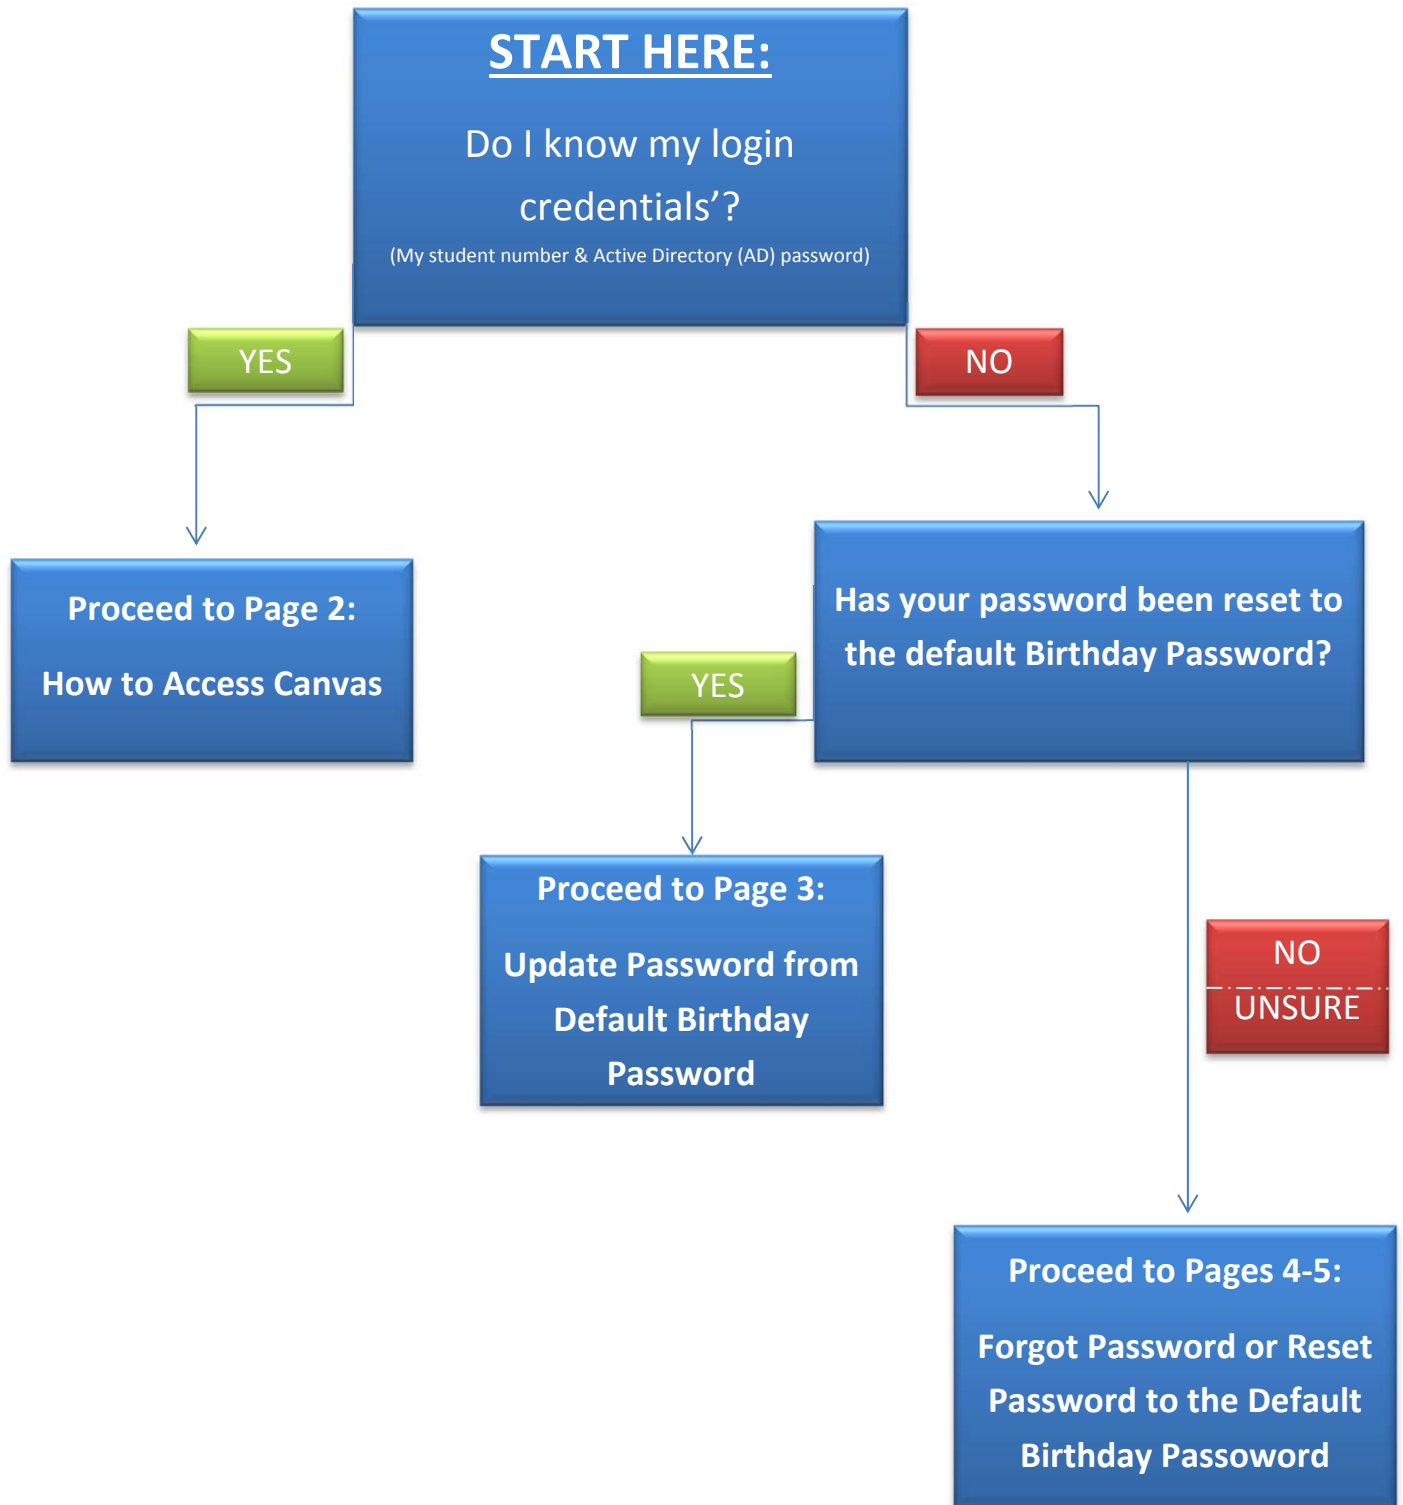 START HERE:
Do I know my login
credentials’?
(My student number & Active Directory (AD) password)
YES
NO
Proceed to Page 2:
How to Access Canvas
Has your password been reset to
the default Birthday Password?
YES
Proceed to Page 3:
Update Password from
Default Birthday
Password
NO
UNSURE
Proceed to Pages 4-5:
Forgot Password or Reset
Password to the Default
Birthday Passoword